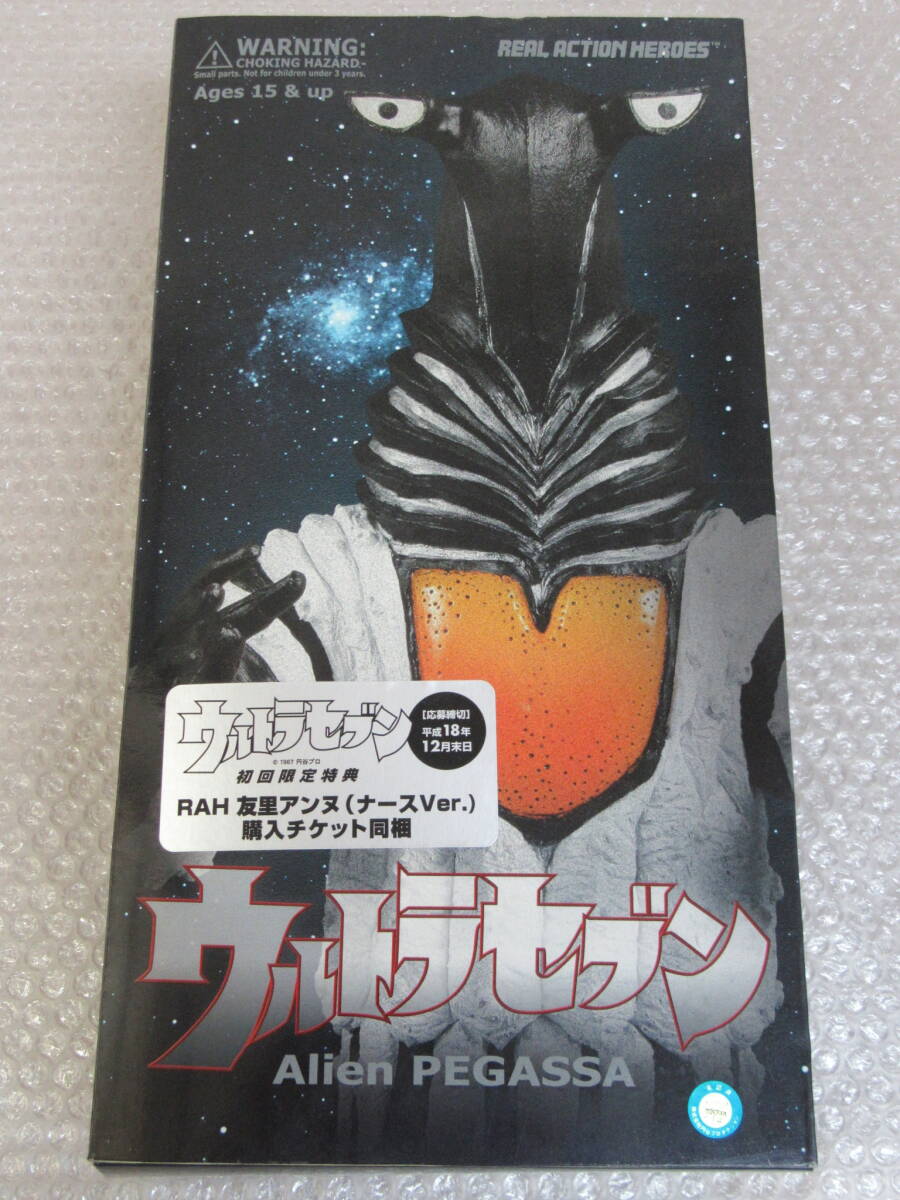 WARNING:
CHOKING HAZARD.-
Small parts. Not for children under 3 years.
Ages 15 & up
REAL ACTION HEROES™
ウルトラセブン
© 1967 円谷プロ
初回限定特典
[応募締切]
平成18年
12月末日
RAH 友里アンヌ(ナースVer.)
購入チケット同梱
ウルトラセブン
Alien PEGASSA